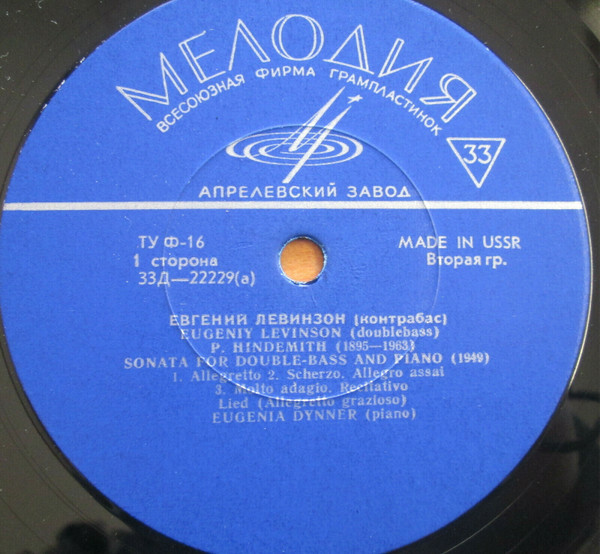 МЕЛОДИЯ
ВСЕСОЮЗНАЯ ФИРМА ГРАМПЛАСТИНОК
33
АПРЕЛЕВСКИЙ ЗАВОД
ТУ Ф-16
MADE IN USSR
1 сторона
Вторая гр.
33Д—22229(а)
ЕВГЕНИЙ ЛЕВИНЗОН (контрабас)
EUGENIY LEVINSON (doublebass)
P. HINDEMITH (1895—1963)
SONATA FOR DOUBLE-BASS AND PIANO (1949)
1. Allegretto 2. Scherzo. Allegro assai
3. Molto adagio. Recitativo
Lied (Allegretto grazioso)
EUGENIA DYNNER (piano)